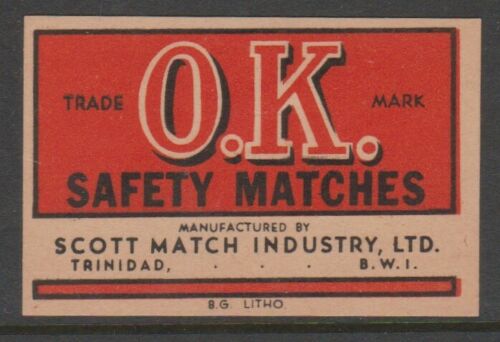 TRADE O.K. MARK
SAFETY MATCHES
MANUFACTURED BY
SCOTT MATCH INDUSTRY, LTD.
TRINIDAD, . . . B.W.I.
B.G. LITHO